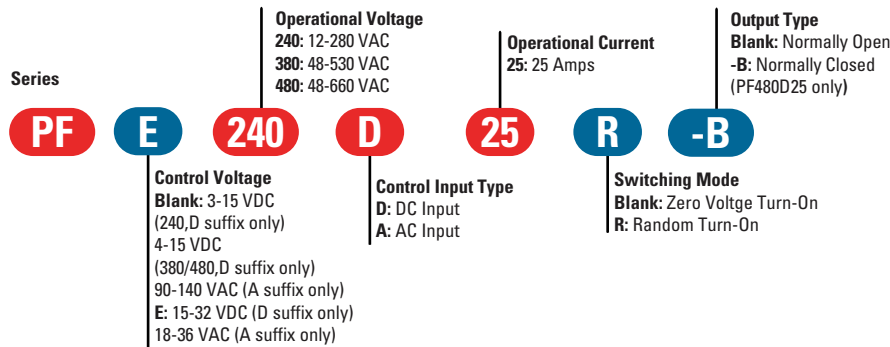 Operational Voltage
240: 12-280 VAC
380: 48-530 VAC
480: 48-660 VAC
Operational Current
25: 25 Amps
Output Type
Blank: Normally Open
-B: Normally Closed
(PF480D25 only)
Series
PF E 240 D 25 R -B
Control Voltage
Blank: 3-15 VDC
(240,D suffix only)
4-15 VDC
(380/480,D suffix only)
90-140 VAC (A suffix only)
E: 15-32 VDC (D suffix only)
18-36 VAC (A suffix only)
Control Input Type
D: DC Input
A: AC Input
Switching Mode
Blank: Zero Voltge Turn-On
R: Random Turn-On